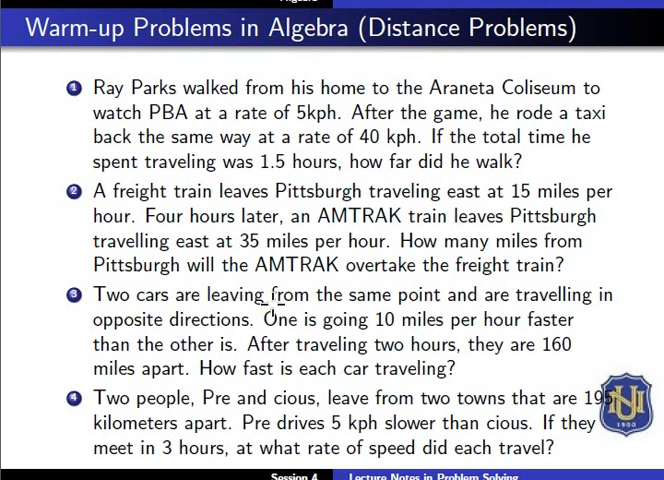 Warm-up Problems in Algebra (Distance Problems)
1 Ray Parks walked from his home to the Araneta Coliseum to
watch PBA at a rate of 5kph. After the game, he rode a taxi
back the same way at a rate of 40 kph. If the total time he
spent traveling was 1.5 hours, how far did he walk?
2 A freight train leaves Pittsburgh traveling east at 15 miles per
hour. Four hours later, an AMTRAK train leaves Pittsburgh
travelling east at 35 miles per hour. How many miles from
Pittsburgh will the AMTRAK overtake the freight train?
3 Two cars are leaving from the same point and are travelling in
opposite directions. One is going 10 miles per hour faster
than the other is. After traveling two hours, they are 160
miles apart. How fast is each car traveling?
4 Two people, Pre and cious, leave from two towns that are 195
kilometers apart. Pre drives 5 kph slower than cious. If they
meet in 3 hours, at what rate of speed did each travel?
1900
Session 4 Lecture Notes in Problem Solving